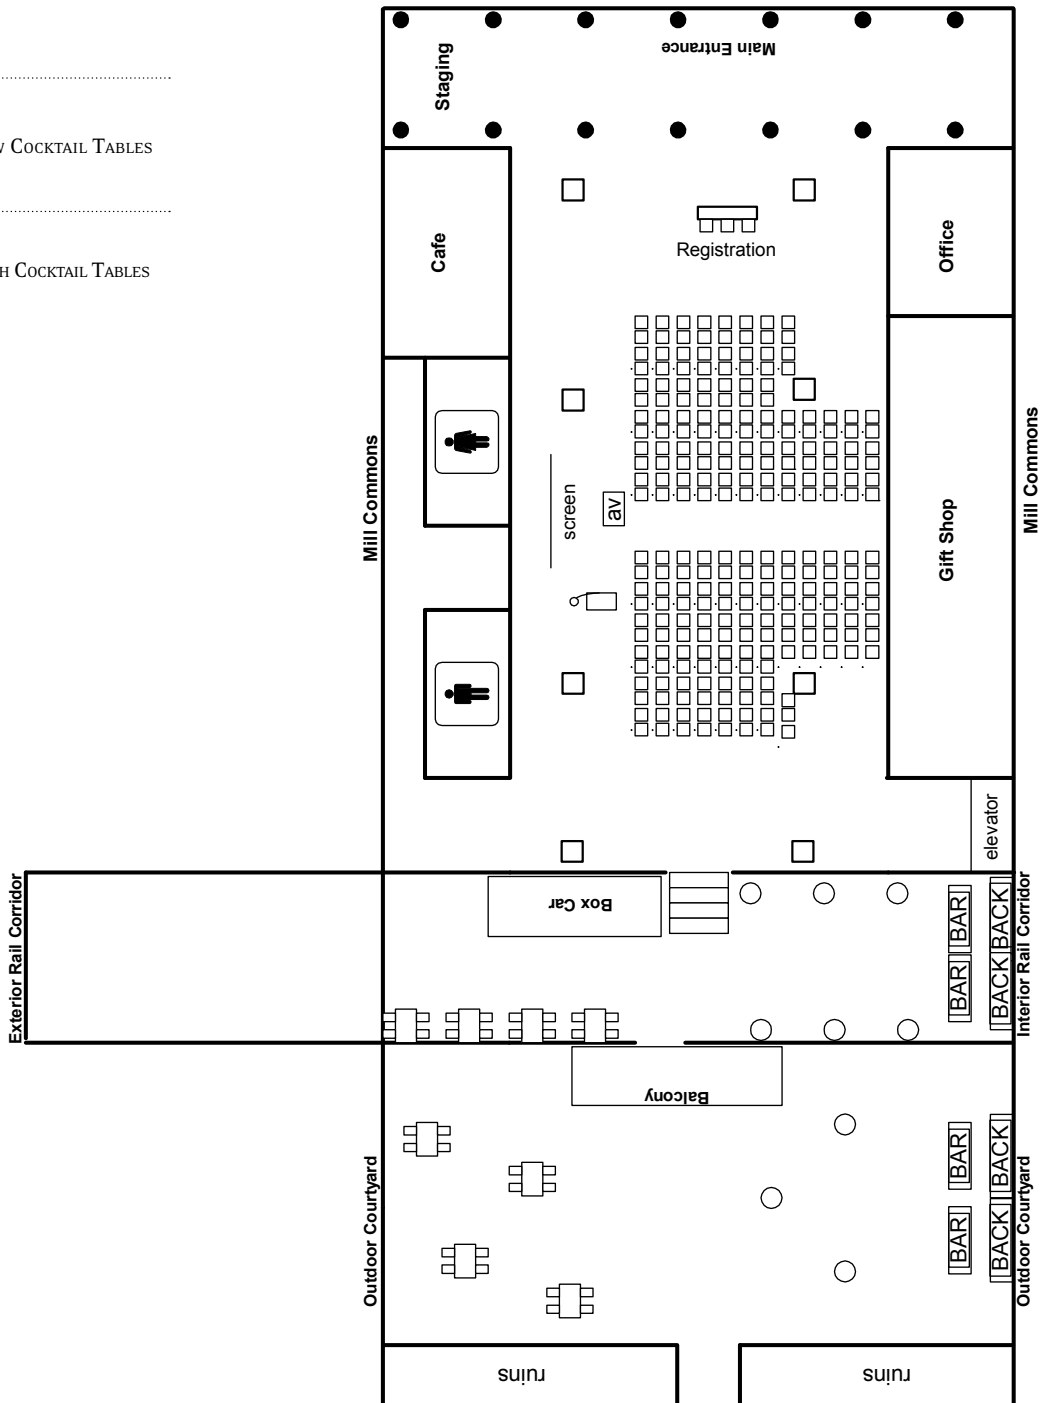 Staging
Main Entrance
COCKTAIL TABLES
COCKTAIL TABLES
Cafe
Registration
Office
Mill Commons
screen
av
Gift Shop
Mill Commons
elevator
Exterior Rail Corridor
Box Car
BAR
BACK
BAR
BACK
Interior Rail Corridor
Balcony
Outdoor Courtyard
BAR
BACK
BAR
BACK
Outdoor Courtyard
ruins
ruins